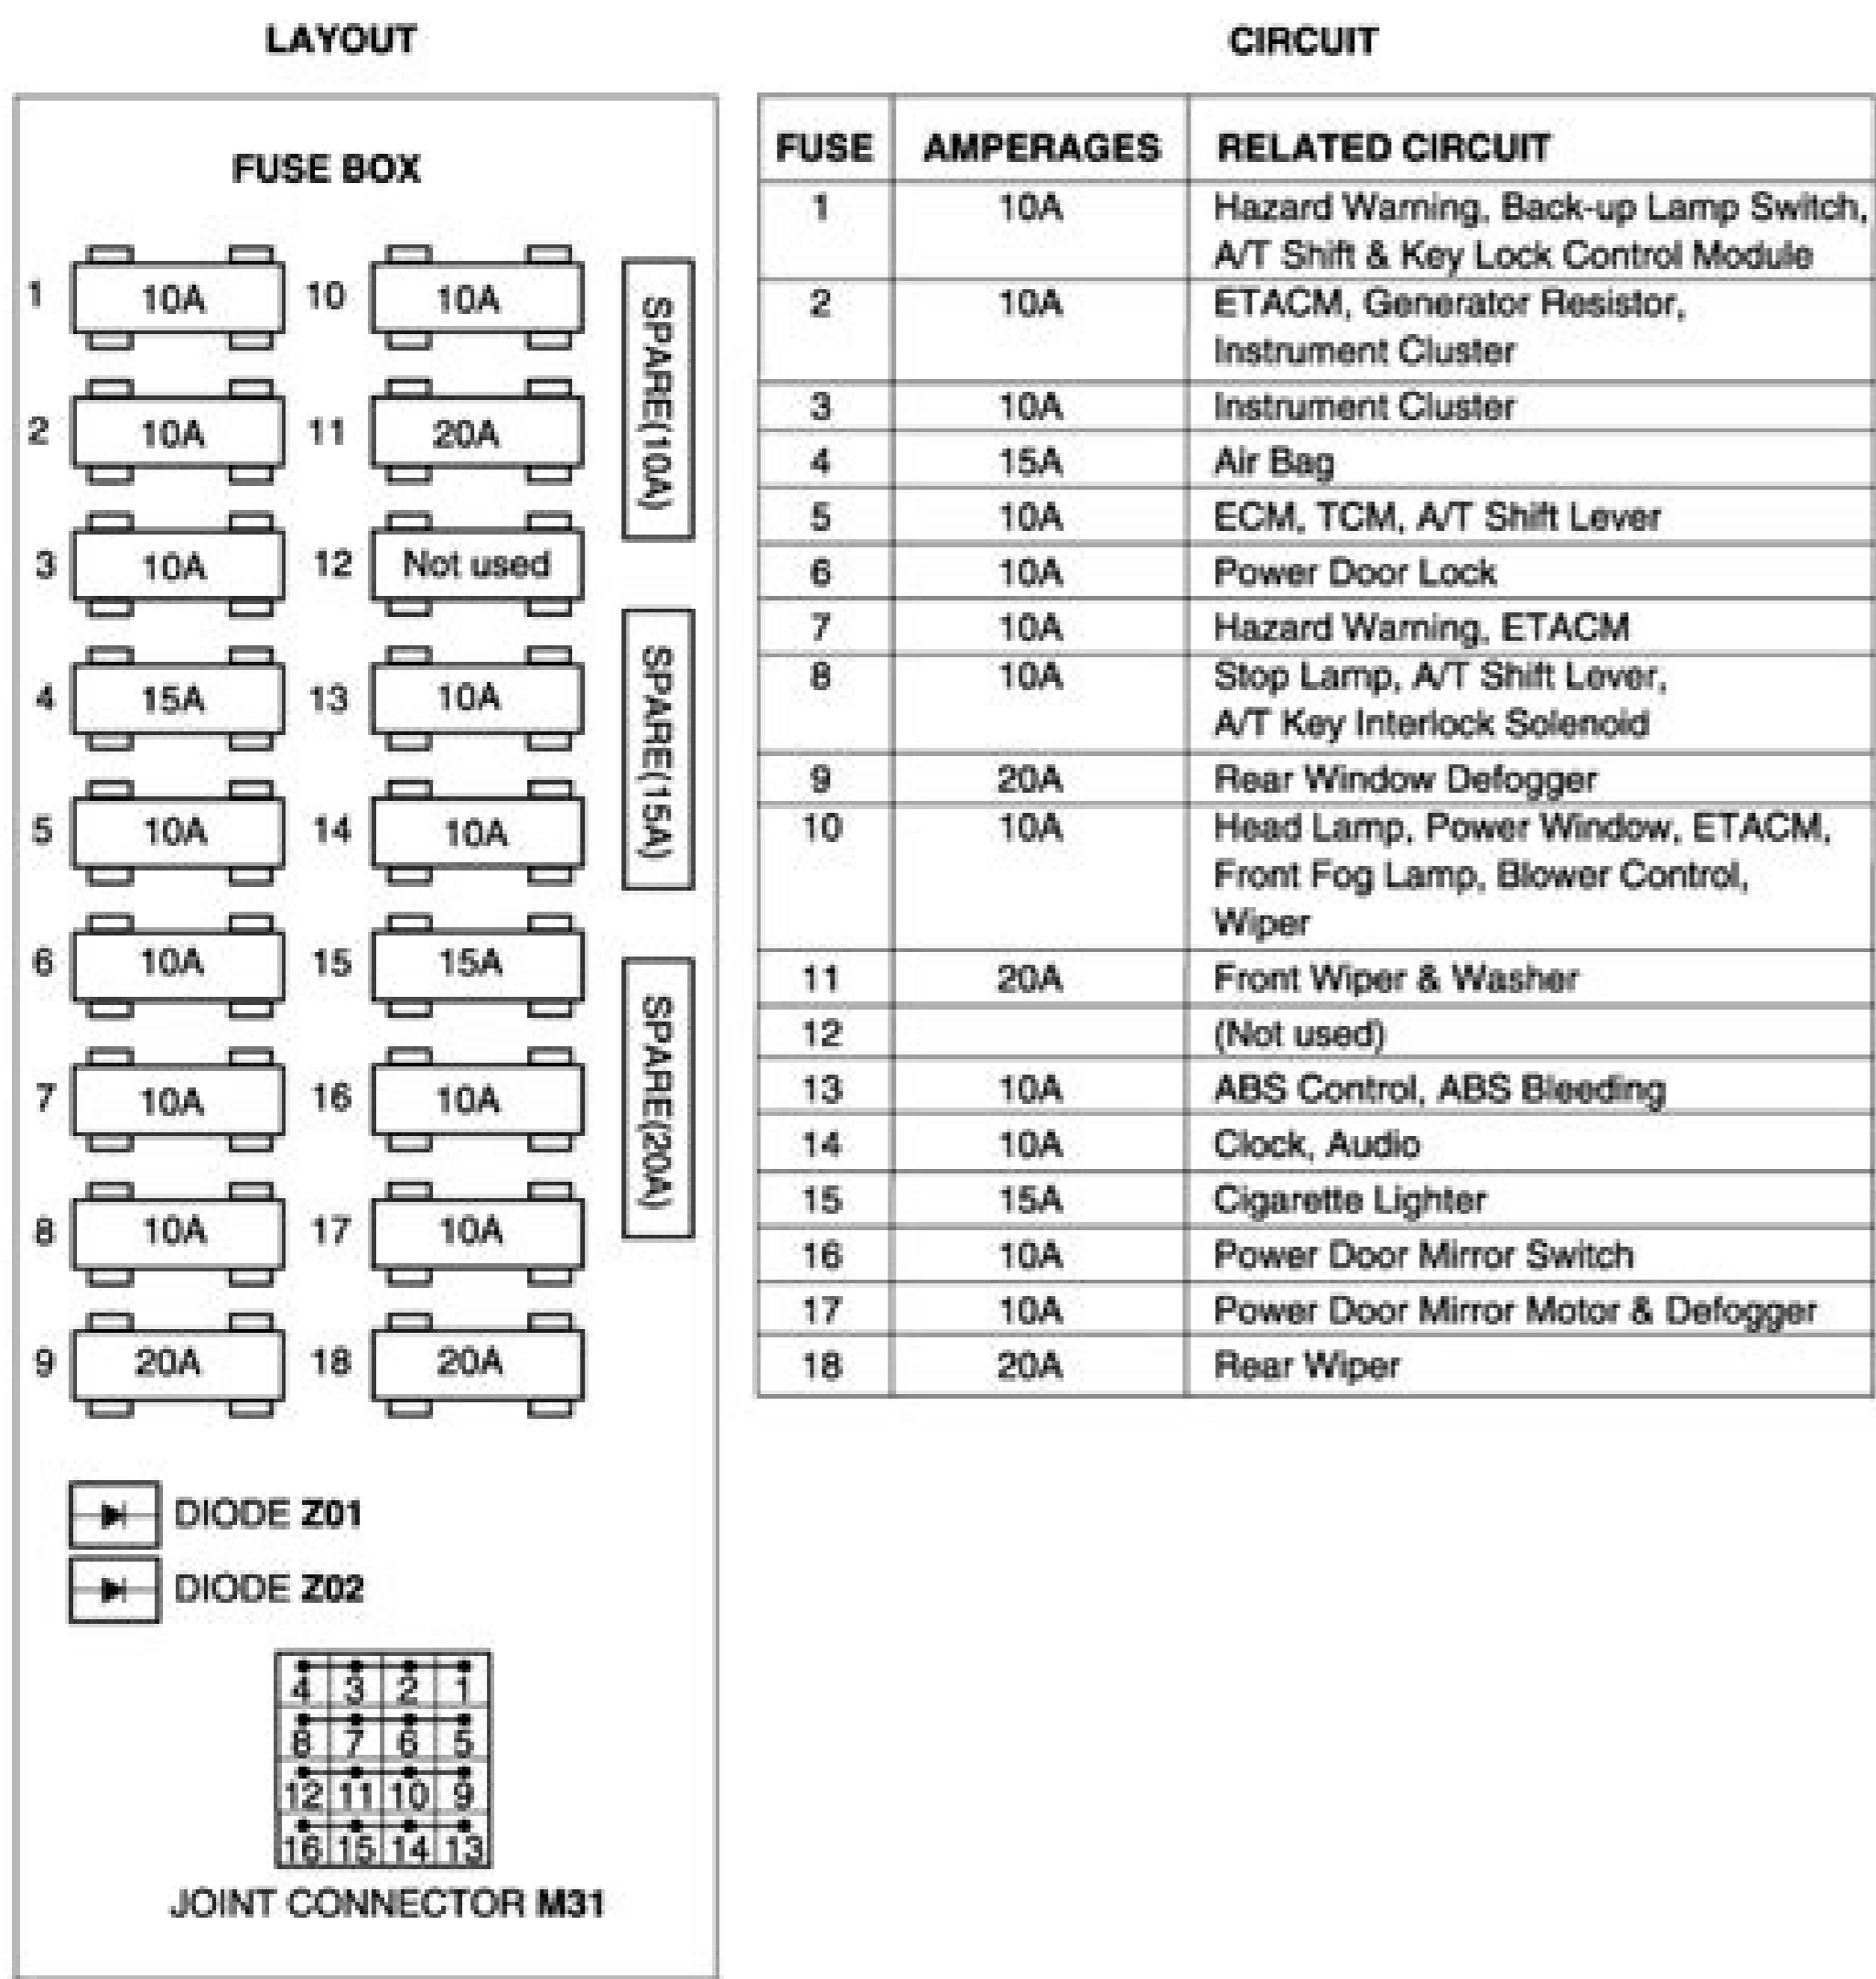 LAYOUT
FUSE BOX
1 10A 10 10A
2 10A 11 20A
3 10A 12 Not used
4 15A 13 10A
5 10A 14 10A
6 10A 15 15A
7 10A 16 10A
8 10A 17 10A
9 20A 18 20A
SPARE(10A)
SPARE(15A)
SPARE(20A)
DIODE Z01
DIODE Z02
4 3 2 1
8 7 6 5
12 11 10 9
16 15 14 13
JOINT CONNECTOR M31
CIRCUIT
FUSE AMPERAGES RELATED CIRCUIT
1 10A Hazard Warning, Back-up Lamp Switch,
A/T Shift & Key Lock Control Module
2 10A ETACM, Generator Resistor,
Instrument Cluster
3 10A Instrument Cluster
4 15A Air Bag
5 10A ECM, TCM, A/T Shift Lever
6 10A Power Door Lock
7 10A Hazard Warning, ETACM
8 10A Stop Lamp, A/T Shift Lever,
A/T Key Interlock Solenoid
9 20A Rear Window Defogger
10 10A Head Lamp, Power Window, ETACM,
Front Fog Lamp, Blower Control,
Wiper
11 20A Front Wiper & Washer
12 (Not used)
13 10A ABS Control, ABS Bleeding
14 10A Clock, Audio
15 15A Cigarette Lighter
16 10A Power Door Mirror Switch
17 10A Power Door Mirror Motor & Defogger
18 20A Rear Wiper